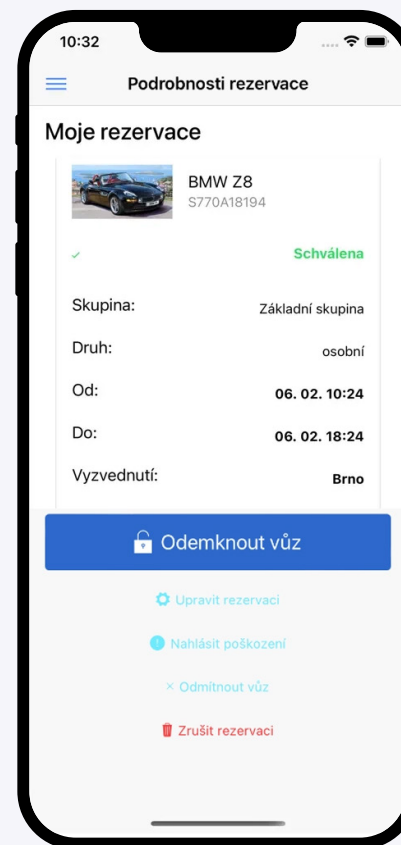 10:32
Podrobnosti rezervace
Moje rezervace
BMW Z8
S770A18194
Schválena
Skupina: Základní skupina
Druh: osobní
Od: 06. 02. 10:24
Do: 06. 02. 18:24
Vyzvednutí: Brno
Odemknout vůz
Upravit rezervaci
Nahlásit poškození
× Odmítnout vůz
Zrušit rezervaci